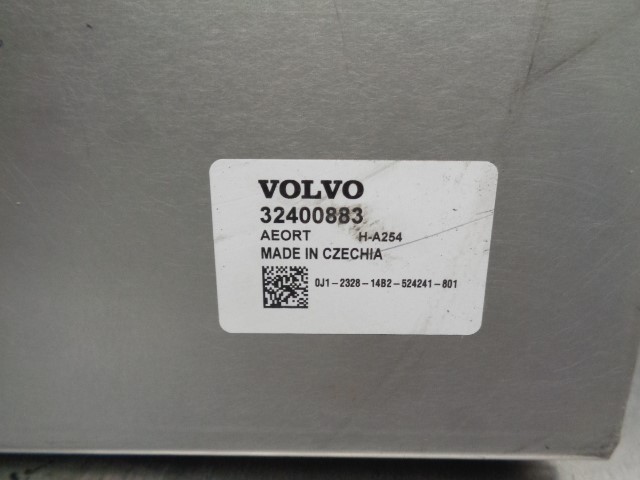 VOLVO
32400883
AEORT H-A254
MADE IN CZECHIA
0J1-2328-14B2-524241-801